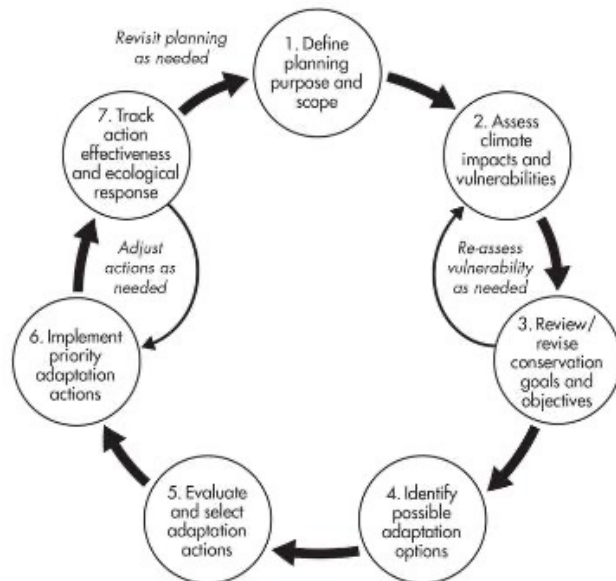 Revisit planning
as needed
1. Define
planning
purpose and
scope
2. Assess
climate
impacts and
vulnerabilities
Re-assess
vulnerability
as needed
3. Review/
revise
conservation
goals and
objectives
4. Identify
possible
adaptation
options
5. Evaluate
and select
adaptation
actions
6. Implement
priority
adaptation
actions
Adjust
actions as
needed
7. Track
action
effectiveness
and ecological
response